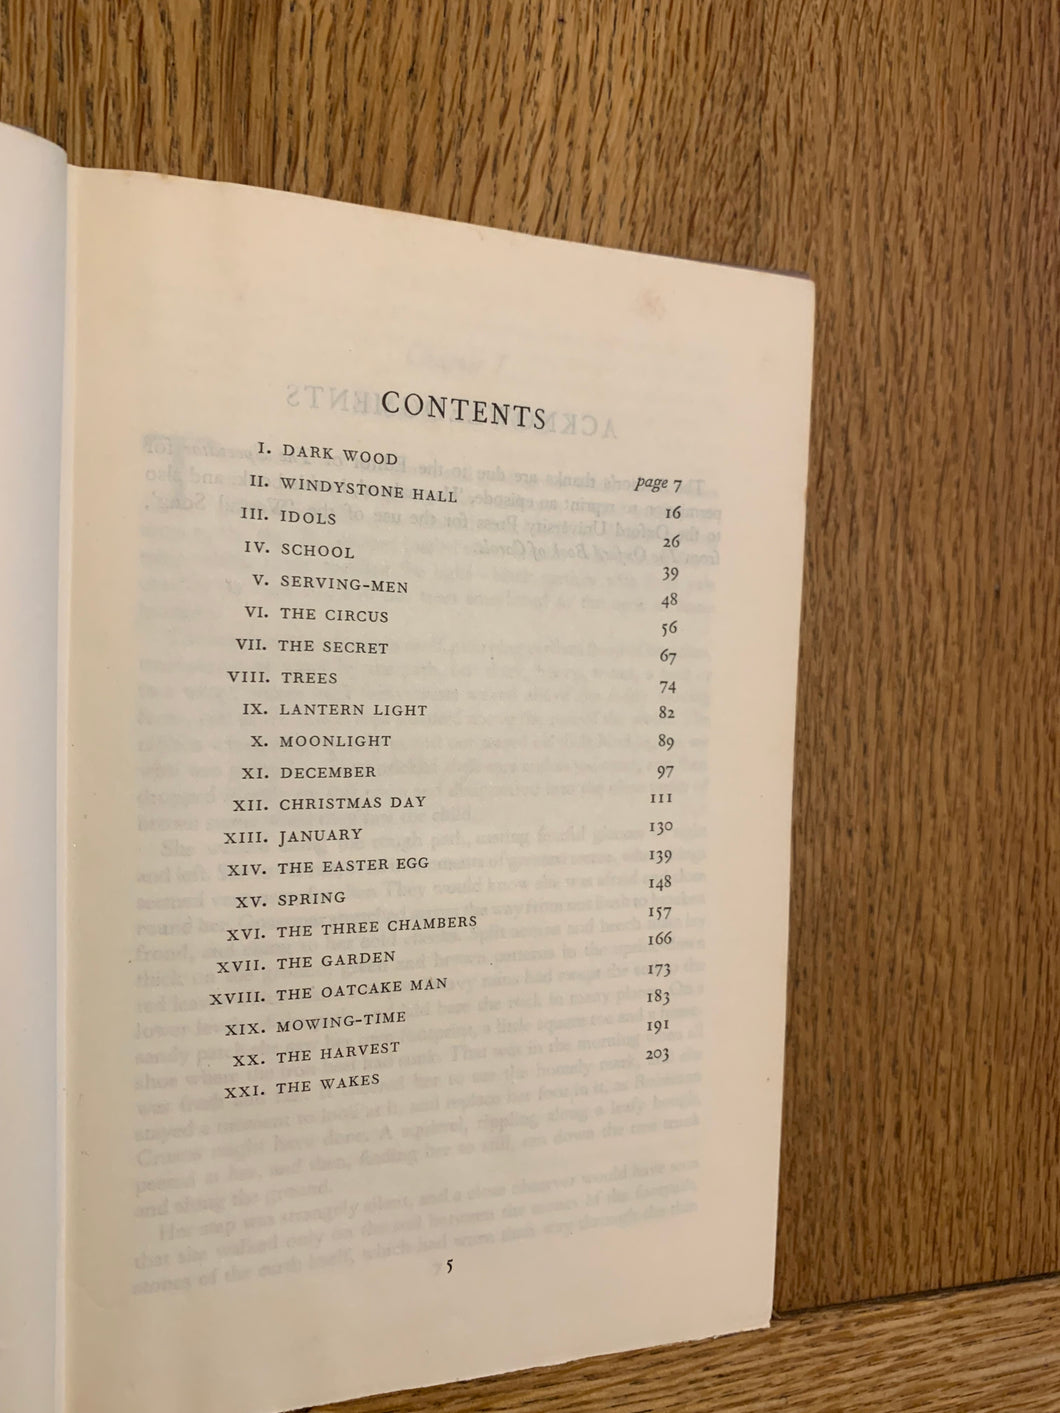 CONTENTS
I. DARK WOOD page 7
II. WINDYSTONE HALL 16
III. IDOLS 26
IV. SCHOOL 39
V. SERVING-MEN 48
VI. THE CIRCUS 56
VII. THE SECRET 67
VIII. TREES 74
IX. LANTERN LIGHT 82
X. MOONLIGHT 89
XI. DECEMBER 97
XII. CHRISTMAS DAY 111
XIII. JANUARY 130
XIV. THE EASTER EGG 139
XV. SPRING 148
XVI. THE THREE CHAMBERS 157
XVII. THE GARDEN 166
XVIII. THE OATCAKE MAN 173
XIX. MOWING-TIME 183
XX. THE HARVEST 191
XXI. THE WAKES 203
5